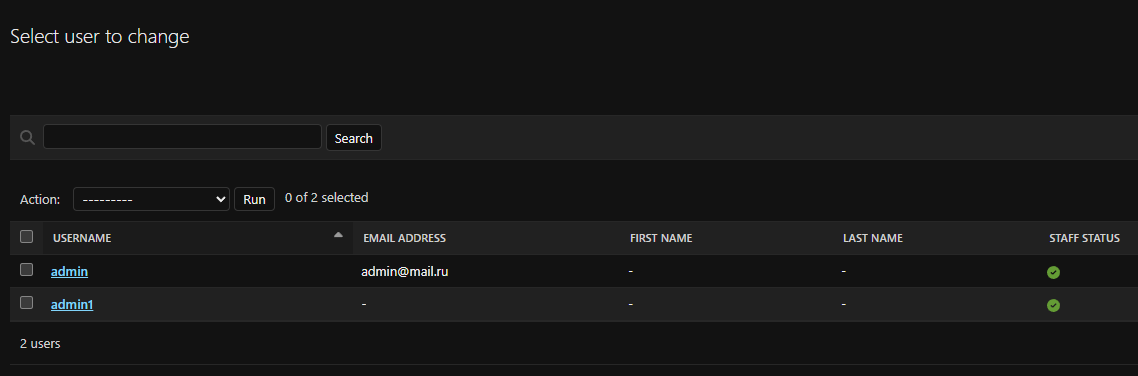 Select user to change
Search
Action: --------- Run 0 of 2 selected
USERNAME EMAIL ADDRESS FIRST NAME LAST NAME STAFF STATUS
admin admin@mail.ru - -
admin1 - - -
2 users